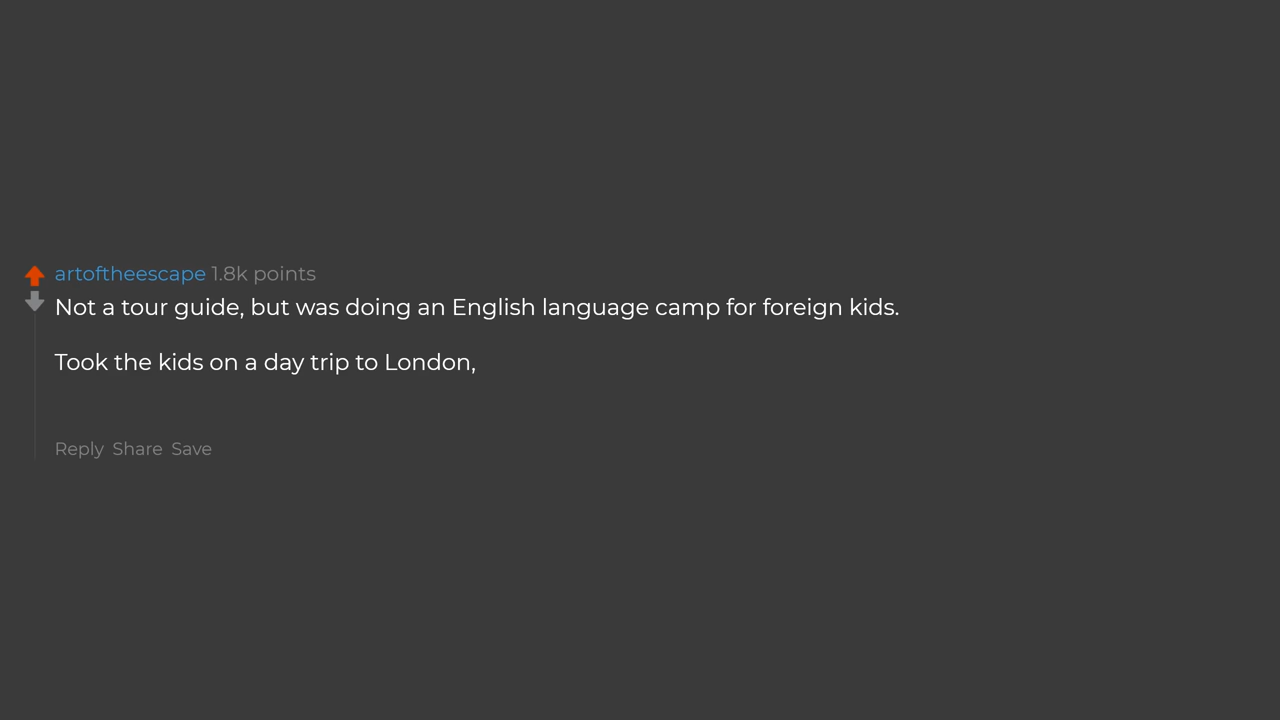 artoftheescape 1.8k points
Not a tour guide, but was doing an English language camp for foreign kids.
Took the kids on a day trip to London,
Reply Share Save